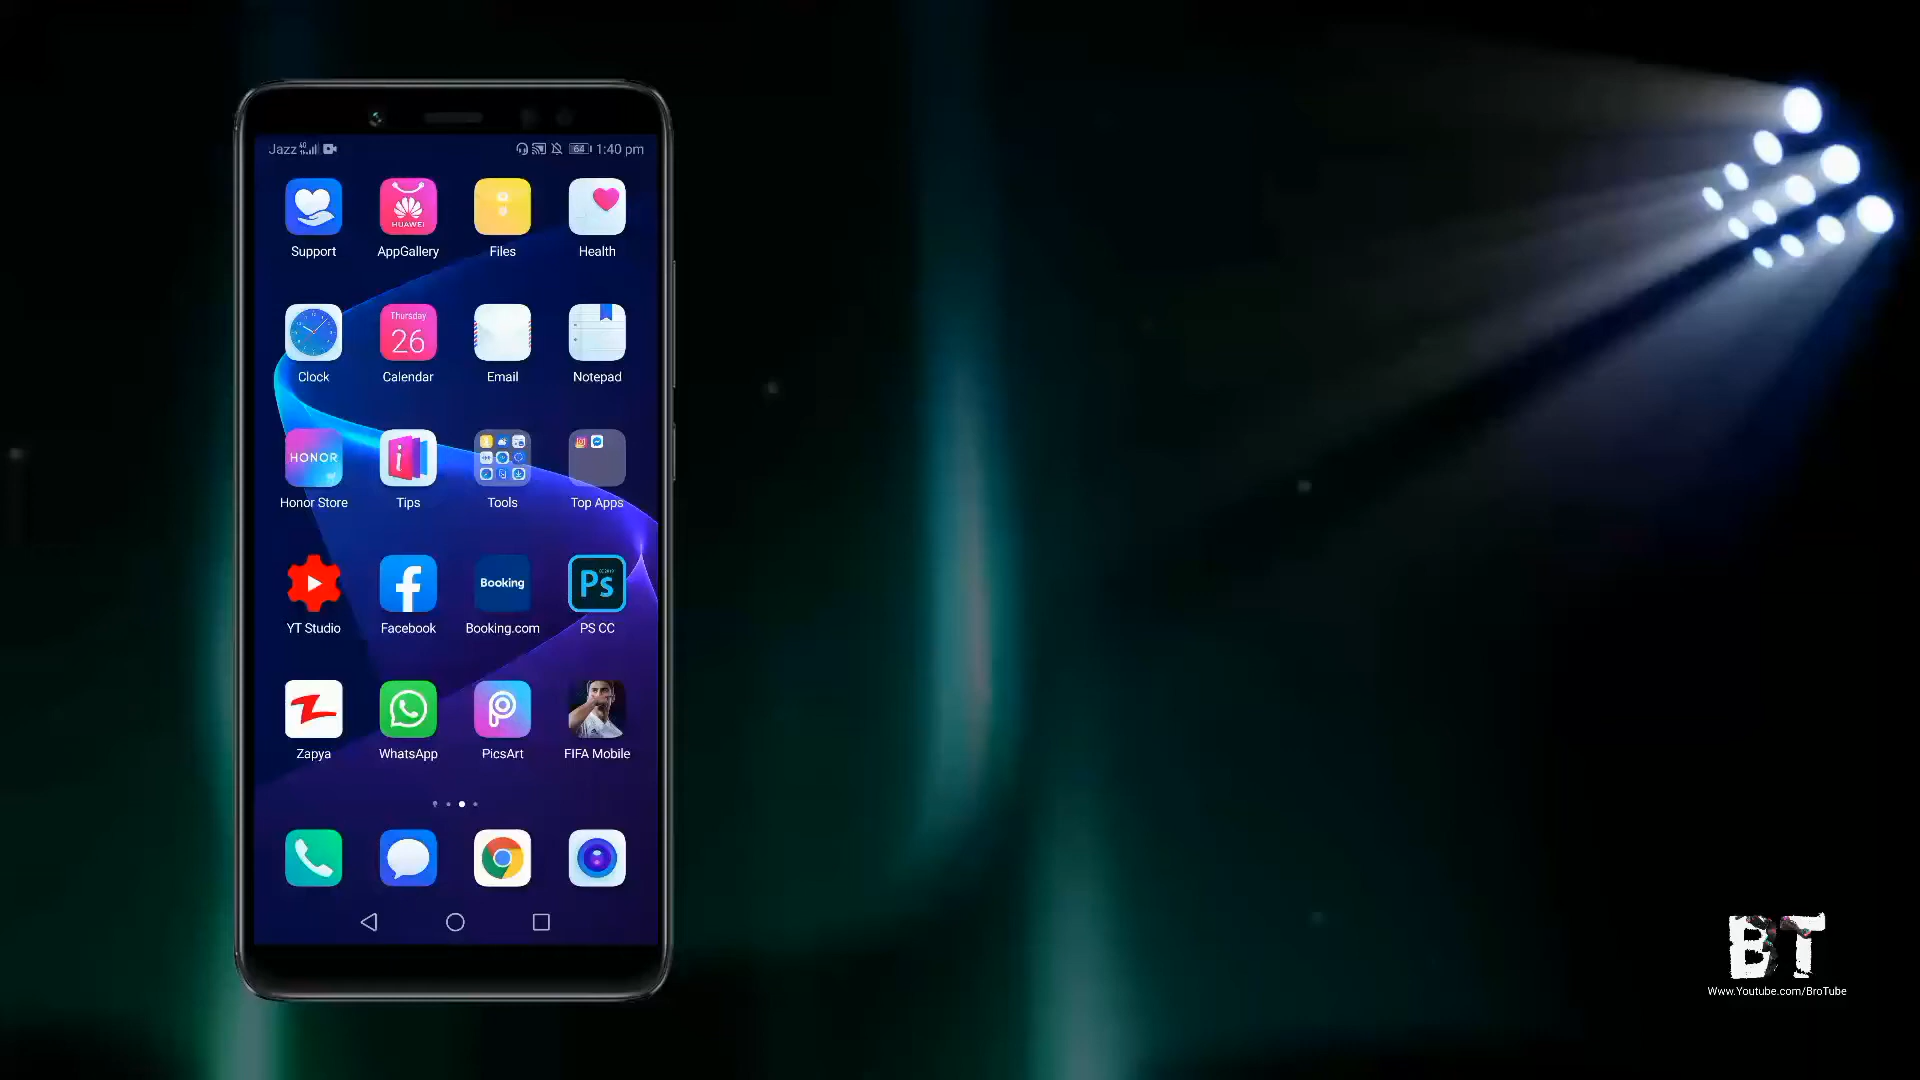 Jazz 4G 64 1:40 pm
HUAWEI
Support AppGallery Files Health
Thursday
26
Clock Calendar Email Notepad
HONOR i
Honor Store Tips Tools Top Apps
Booking Ps
YT Studio Facebook Booking.com PS CC
Zapya WhatsApp PicsArt FIFA Mobile
BT
Www.Youtube.com/BroTube